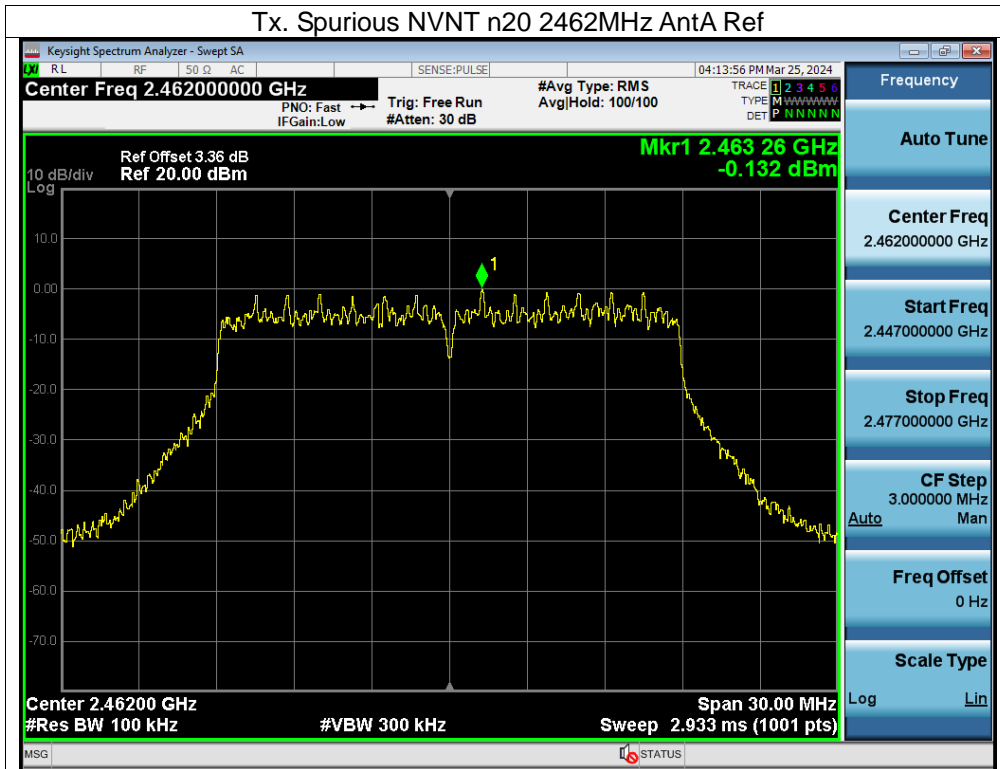 Tx. Spurious NVNT n20 2462MHz AntA Ref
Keysight Spectrum Analyzer - Swept SA
LXI RL RF 50 Ω AC SENSE:PULSE 04:13:56 PM Mar 25, 2024
Center Freq 2.462000000 GHz
PNO: Fast
IFGain:Low
Trig: Free Run
#Atten: 30 dB
#Avg Type: RMS
Avg|Hold: 100/100
TRACE 1 2 3 4 5 6
TYPE M WWWWW
DET P N N N N N
Mkr1 2.463 26 GHz
-0.132 dBm
Ref Offset 3.36 dB
10 dB/div Ref 20.00 dBm
Log
10.0
0.00
-10.0
-20.0
-30.0
-40.0
-50.0
-60.0
-70.0
1
Center 2.46200 GHz Span 30.00 MHz
#Res BW 100 kHz #VBW 300 kHz Sweep 2.933 ms (1001 pts)
MSG STATUS
Frequency
Auto Tune
Center Freq
2.462000000 GHz
Start Freq
2.447000000 GHz
Stop Freq
2.477000000 GHz
CF Step
3.000000 MHz
Auto Man
Freq Offset
0 Hz
Scale Type
Log Lin